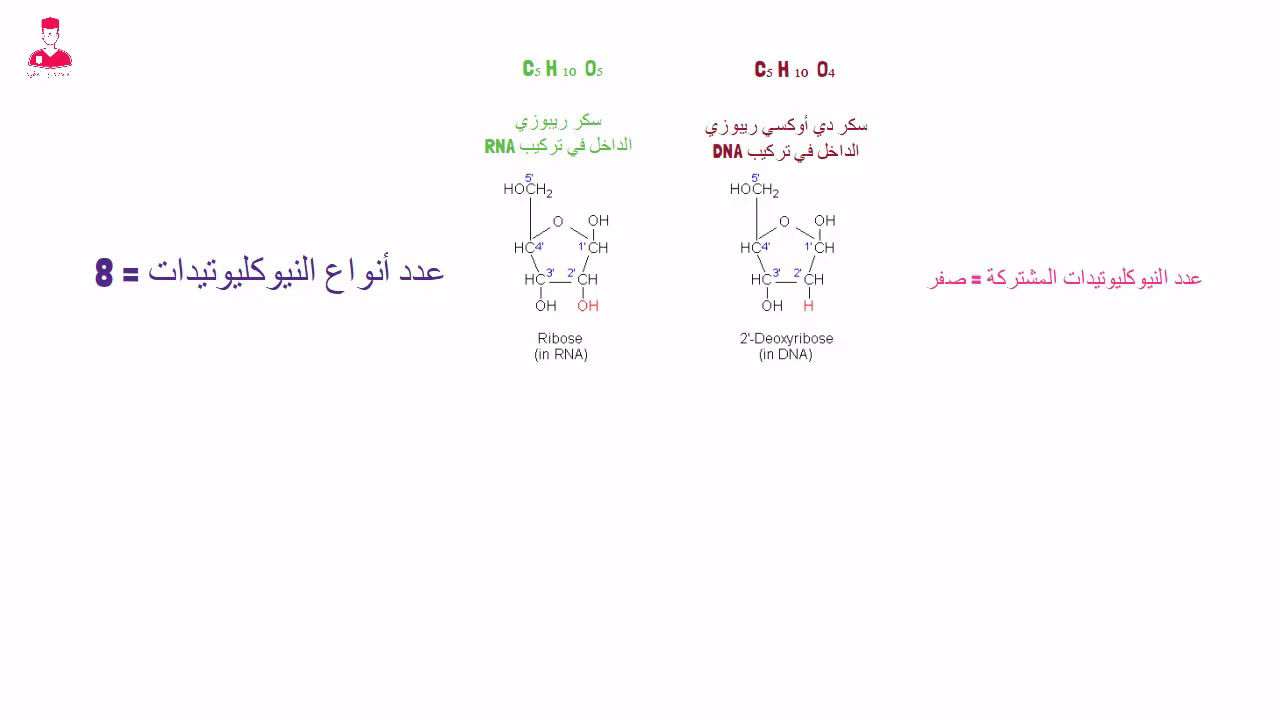 C5 H 10 O5
C5 H 10 O4
سكر ريبوزي
الداخل في تركيب RNA
سكر دي أوكسي ريبوزي
الداخل في تركيب DNA
5'
HOCH2
O
OH
HC 4'
1' CH
3'
2'
HC
CH
OH
OH
Ribose
(in RNA)
5'
HOCH2
O
OH
HC 4'
1' CH
3'
2'
HC
CH
OH
H
2'-Deoxyribose
(in DNA)
عدد أنواع النيوكليوتيدات = 8
عدد النيوكليوتيدات المشتركة = صفر